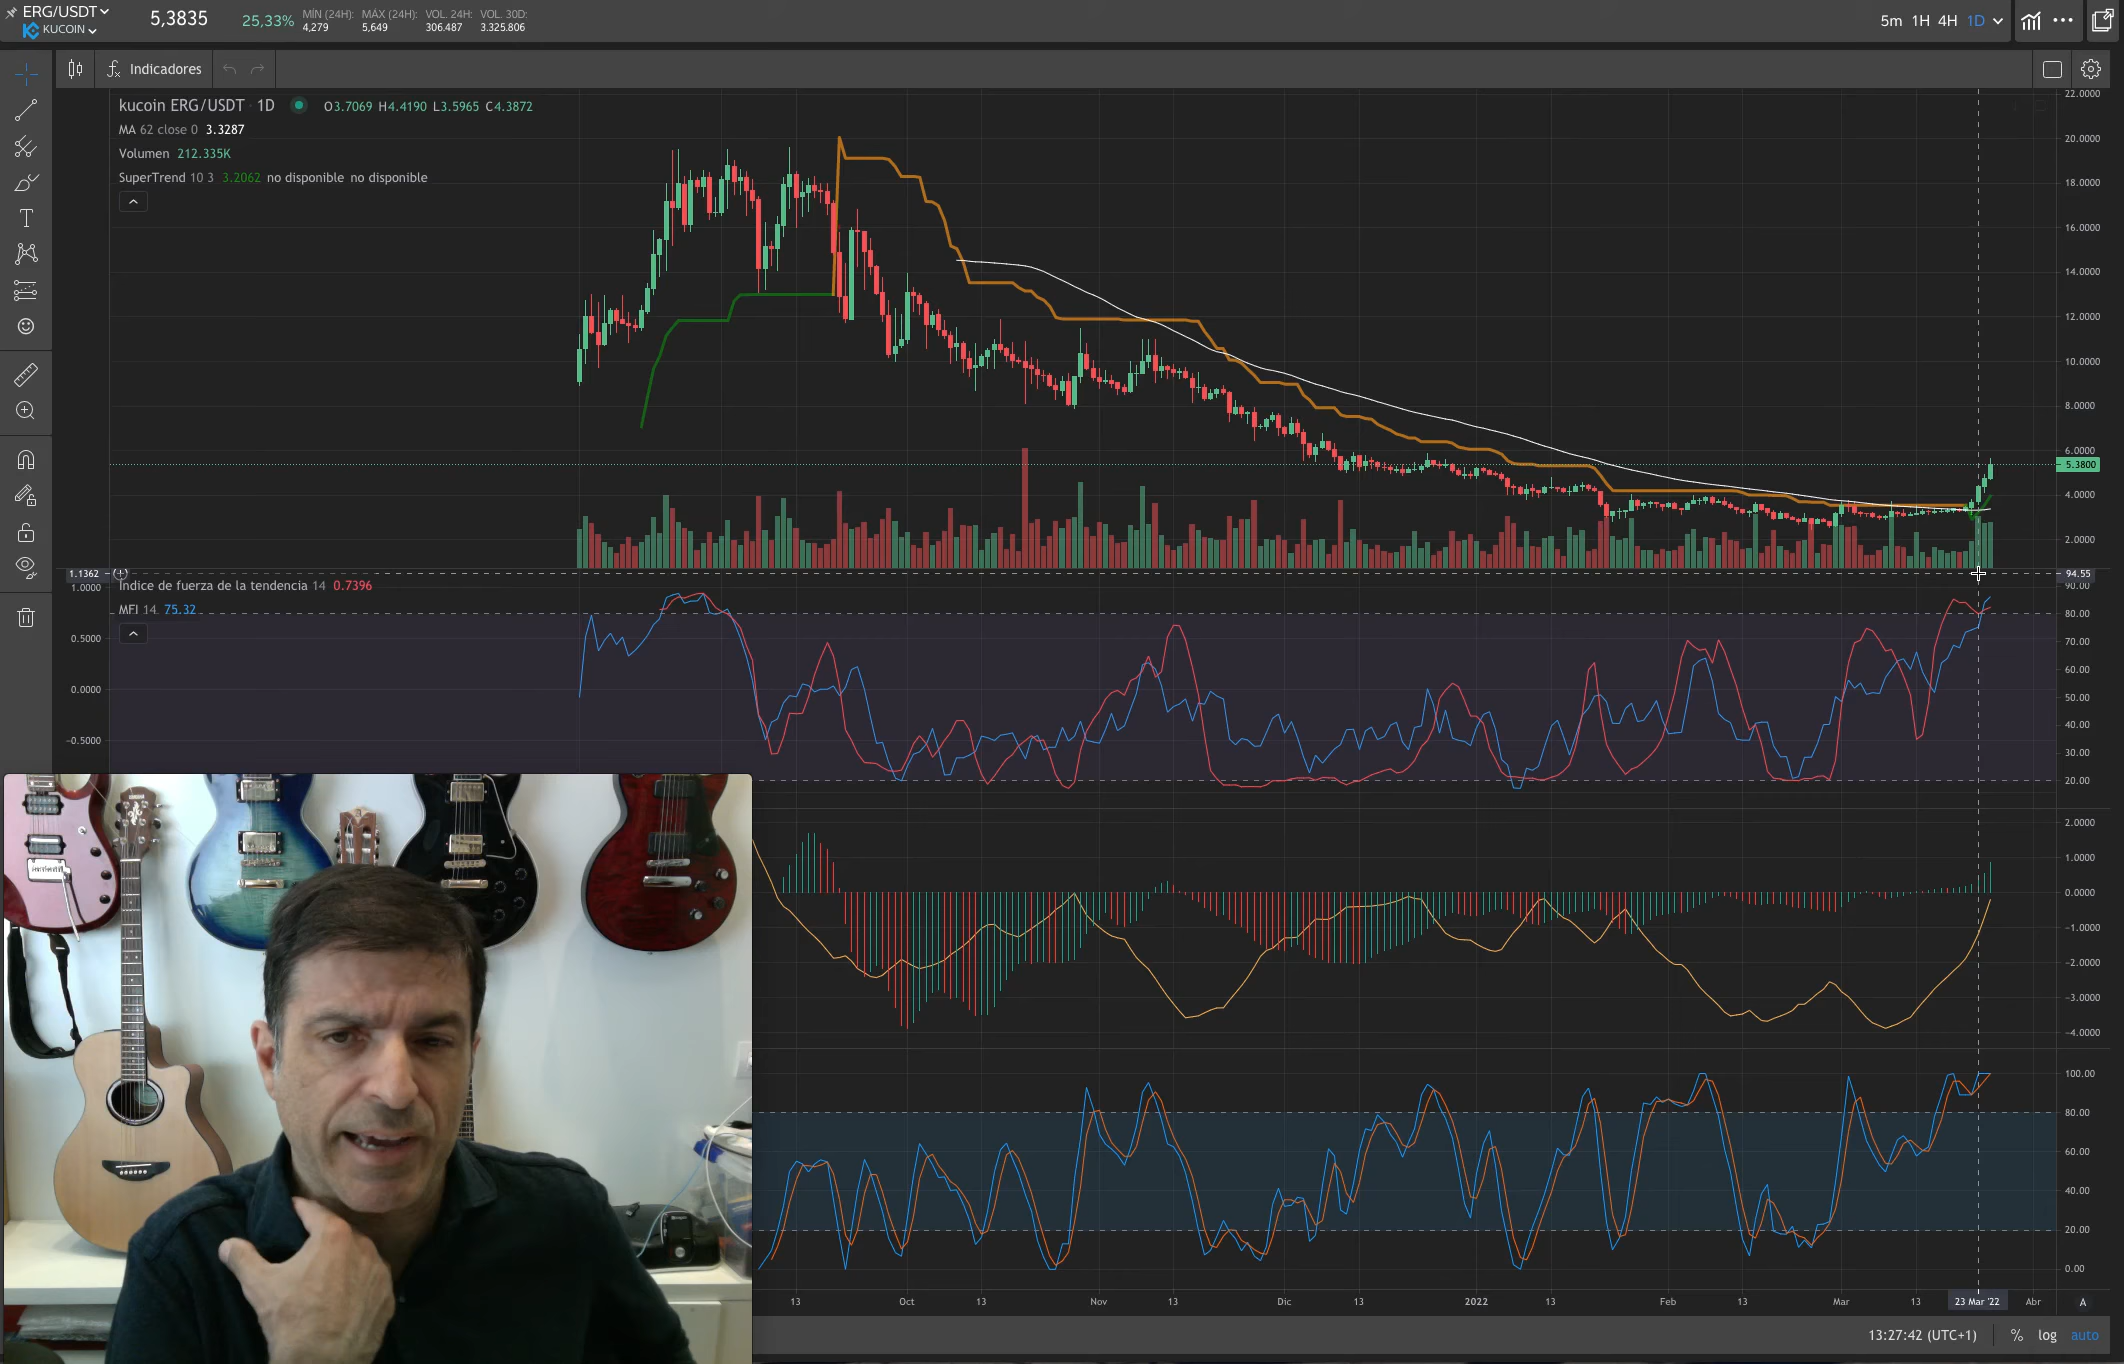 ERG/USDT
KUCOIN
5,3835
25,33%
MÍN (24H): MÁX (24H): VOL. 24H: VOL. 30D:
4,279 5,649 306.487 3.325.806
5m 1H 4H 1D
Indicadores
kucoin ERG/USDT 1D O3.7069 H4.4190 L3.5965 C4.3872
MA 62 close 0 3.3287
Volumen 212.335K
SuperTrend 10 3 3.2062 no disponible no disponible
22.0000
20.0000
18.0000
16.0000
14.0000
12.0000
10.0000
8.0000
6.0000
5.3800
4.0000
2.0000
1.1362
94.55
Índice de fuerza de la tendencia 14 0.7396
MFI 14 75.32
1.0000
0.5000
0.0000
-0.5000
90.00
80.00
70.00
60.00
50.00
40.00
30.00
20.00
2.0000
1.0000
0.0000
-1.0000
-2.0000
-3.0000
-4.0000
100.00
80.00
60.00
40.00
20.00
0.00
13 Oct 13 Nov 13 Dic 13 2022 13 Feb 13 Mar 13 23 Mar '22 Abr A
13:27:42 (UTC+1) % log auto